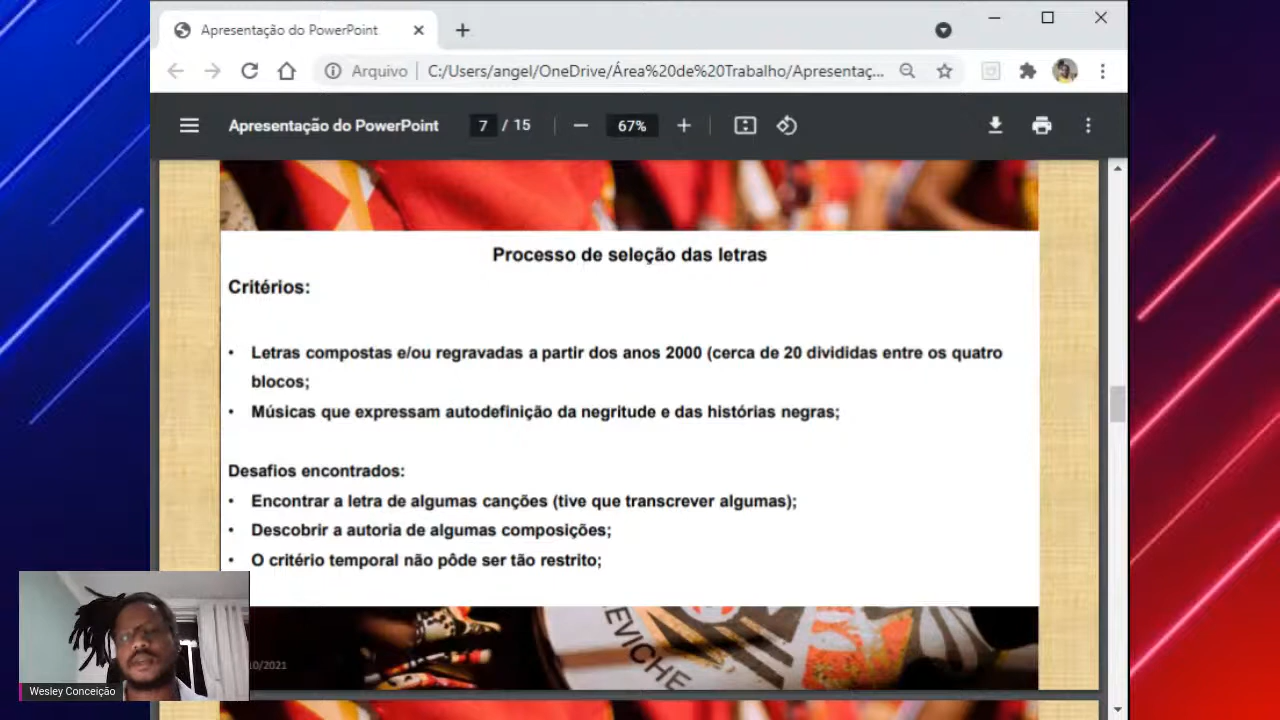 Apresentação do PowerPoint
Arquivo
C:/Users/angel/OneDrive/Área%20de%20Trabalho/Apresentaç...
Apresentação do PowerPoint
7 / 15
67%
Processo de seleção das letras
Critérios:
• Letras compostas e/ou regravadas a partir dos anos 2000 (cerca de 20 divididas entre os quatro
blocos;
• Músicas que expressam autodefinição da negritude e das histórias negras;
Desafios encontrados:
• Encontrar a letra de algumas canções (tive que transcrever algumas);
• Descobrir a autoria de algumas composições;
• O critério temporal não pôde ser tão restrito;
EVICHE
10/2021
Wesley Conceição